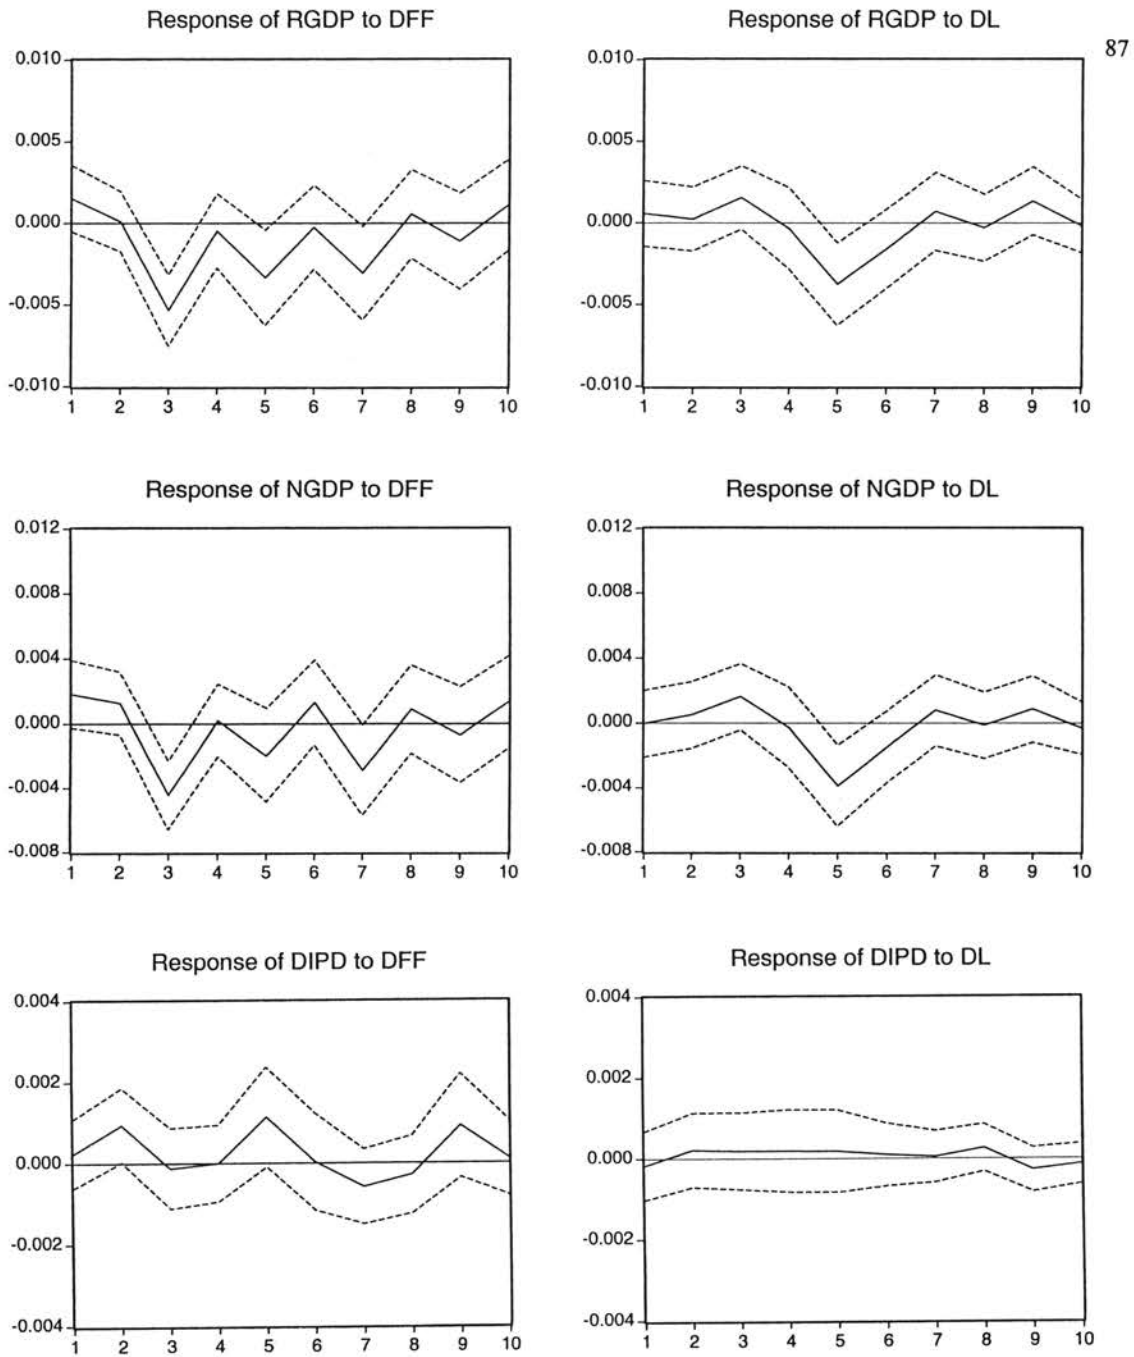 Response of RGDP to DFF
Response of RGDP to DL
87
0.010
0.005
0.000
-0.005
-0.010
1 2 3 4 5 6 7 8 9 10
0.010
0.005
0.000
-0.005
-0.010
1 2 3 4 5 6 7 8 9 10
Response of NGDP to DFF
Response of NGDP to DL
0.012
0.008
0.004
0.000
-0.004
-0.008
1 2 3 4 5 6 7 8 9 10
0.012
0.008
0.004
0.000
-0.004
-0.008
1 2 3 4 5 6 7 8 9 10
Response of DIPD to DFF
Response of DIPD to DL
0.004
0.002
0.000
-0.002
-0.004
1 2 3 4 5 6 7 8 9 10
0.004
0.002
0.000
-0.002
-0.004
1 2 3 4 5 6 7 8 9 10